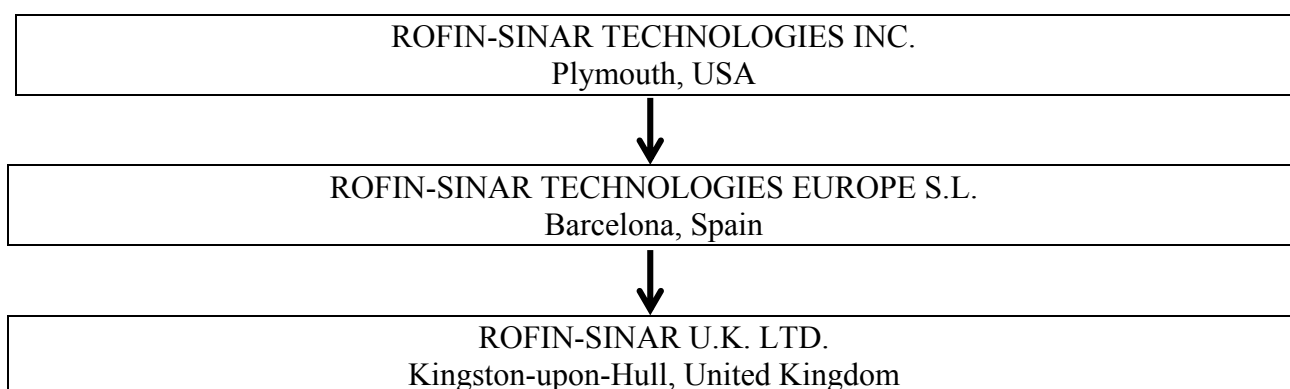 ROFIN-SINAR TECHNOLOGIES INC.
Plymouth, USA
ROFIN-SINAR TECHNOLOGIES EUROPE S.L.
Barcelona, Spain
ROFIN-SINAR U.K. LTD.
Kingston-upon-Hull, United Kingdom